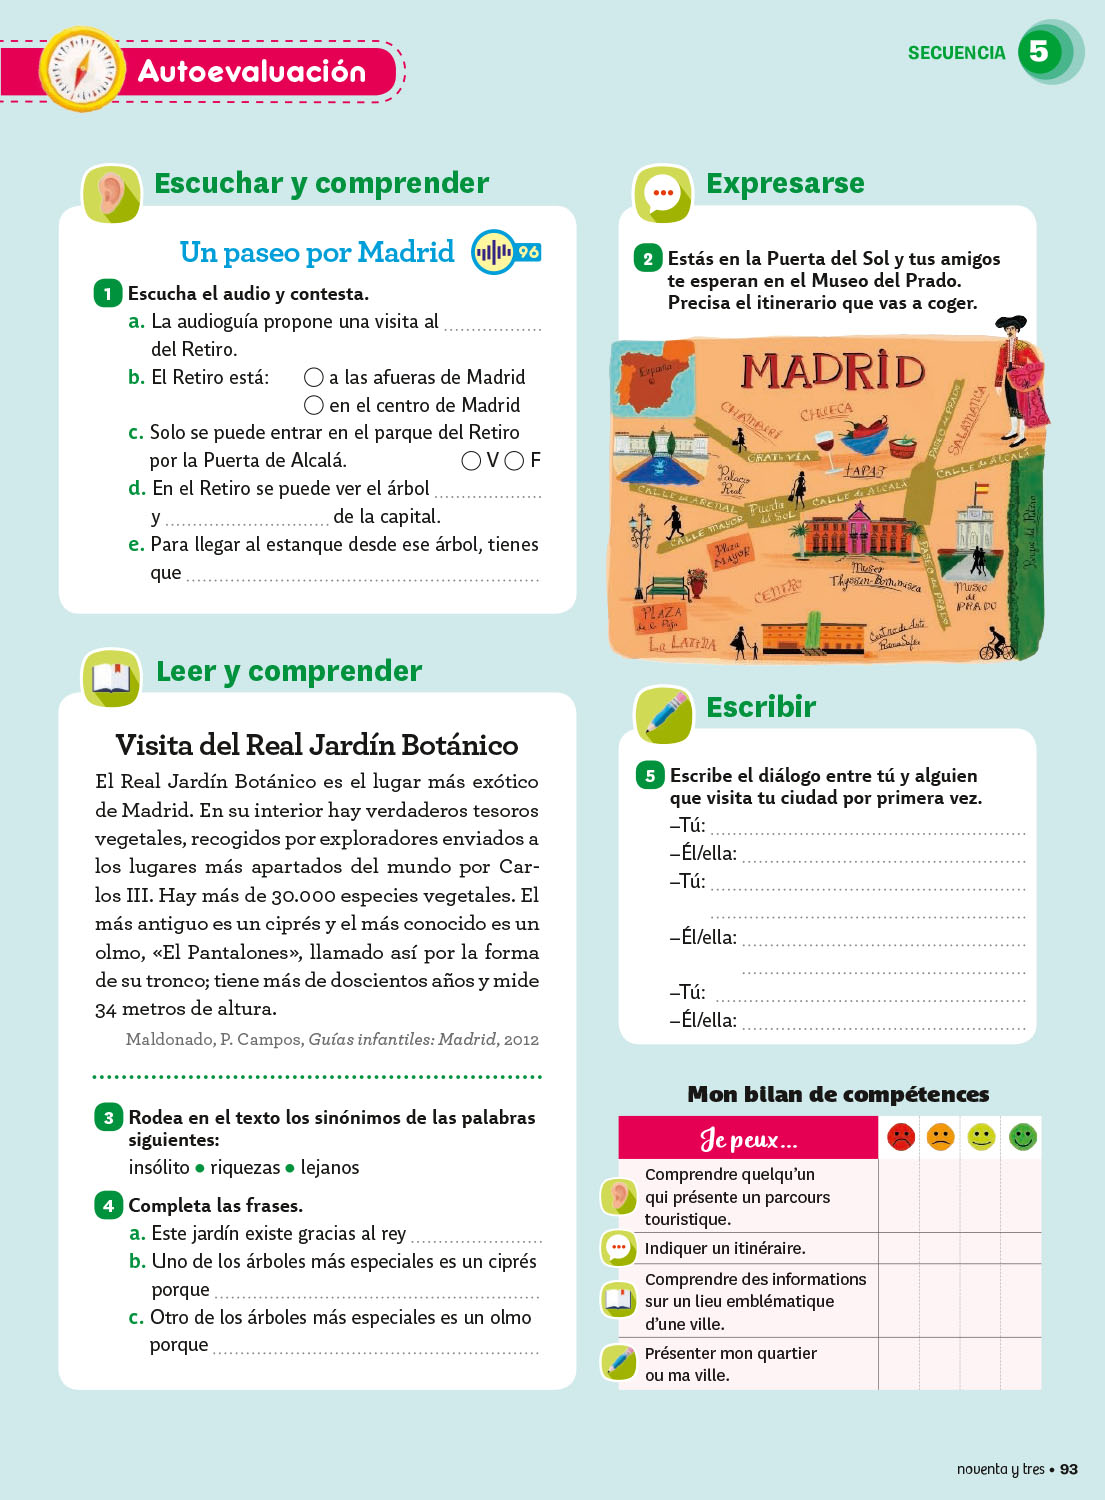 Autoevaluación
SECUENCIA 5
Escuchar y comprender
Un paseo por Madrid 96
1 Escucha el audio y contesta.
a. La audioguía propone una visita al ..................
del Retiro.
b. El Retiro está: ◯ a las afueras de Madrid
◯ en el centro de Madrid
c. Solo se puede entrar en el parque del Retiro
por la Puerta de Alcalá. ◯ V ◯ F
d. En el Retiro se puede ver el árbol ....................
y .............................. de la capital.
e. Para llegar al estanque desde ese árbol, tienes
que ................................................................
Leer y comprender
Visita del Real Jardín Botánico
El Real Jardín Botánico es el lugar más exótico
de Madrid. En su interior hay verdaderos tesoros
vegetales, recogidos por exploradores enviados a
los lugares más apartados del mundo por Car-
los III. Hay más de 30.000 especies vegetales. El
más antiguo es un ciprés y el más conocido es un
olmo, «El Pantalones», llamado así por la forma
de su tronco; tiene más de doscientos años y mide
34 metros de altura.
Maldonado, P. Campos, Guías infantiles: Madrid, 2012
3 Rodea en el texto los sinónimos de las palabras
siguientes:
insólito • riquezas • lejanos
4 Completa las frases.
a. Este jardín existe gracias al rey ........................
b. Uno de los árboles más especiales es un ciprés
porque ...........................................................
c. Otro de los árboles más especiales es un olmo
porque ...........................................................
Expresarse
2 Estás en la Puerta del Sol y tus amigos
te esperan en el Museo del Prado.
Precisa el itinerario que vas a coger.
España
MADRID
CHAMBERÍ
CHUECA
PASEO del PRADO
SALAMANCA
GRAN VÍA
TAPAS
CALLE de ALCALÁ
Palacio
Real
CALLE del ARENAL
Puerta
del Sol
CALLE de ALCALÁ
CALLE MAYOR
Plaza
MAYOR
Museo
Thyssen-Bornemisza
PASEO del PRADO
Museo
del
PRADO
Parque del Retiro
CENTRO
PLAZA
de la Paja
LA LATINA
Centro de Arte
Reina Sofía
Escribir
5 Escribe el diálogo entre tú y alguien
que visita tu ciudad por primera vez.
–Tú: .........................................................
–Él/ella: ...................................................
–Tú: .........................................................
.........................................................
–Él/ella: ...................................................
...................................................
–Tú: ........................................................
–Él/ella: ...................................................
Mon bilan de compétences
Je peux...
Comprendre quelqu'un
qui présente un parcours
touristique.
Indiquer un itinéraire.
Comprendre des informations
sur un lieu emblématique
d'une ville.
Présenter mon quartier
ou ma ville.
noventa y tres • 93